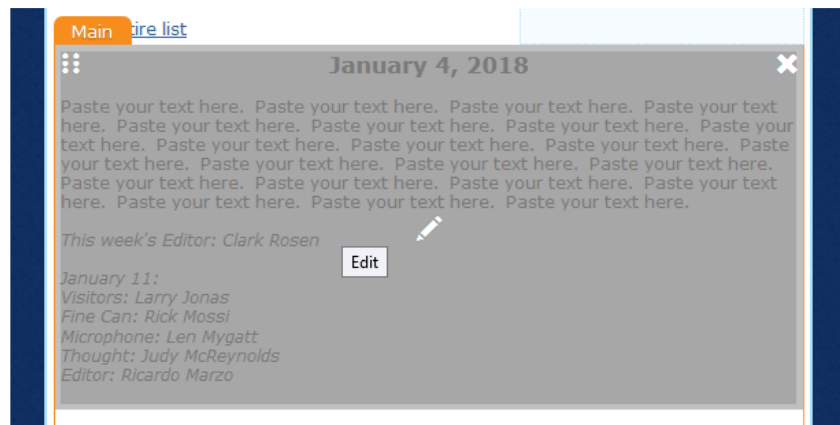 Main tire list
January 4, 2018
Paste your text here. Paste your text here. Paste your text here. Paste your text
here. Paste your text here. Paste your text here. Paste your text here. Paste your
text here. Paste your text here. Paste your text here. Paste your text here. Paste
your text here. Paste your text here. Paste your text here. Paste your text here.
Paste your text here. Paste your text here. Paste your text here. Paste your text
here. Paste your text here. Paste your text here. Paste your text here.
This week's Editor: Clark Rosen
Edit
January 11:
Visitors: Larry Jonas
Fine Can: Rick Mossi
Microphone: Len Mygatt
Thought: Judy McReynolds
Editor: Ricardo Marzo